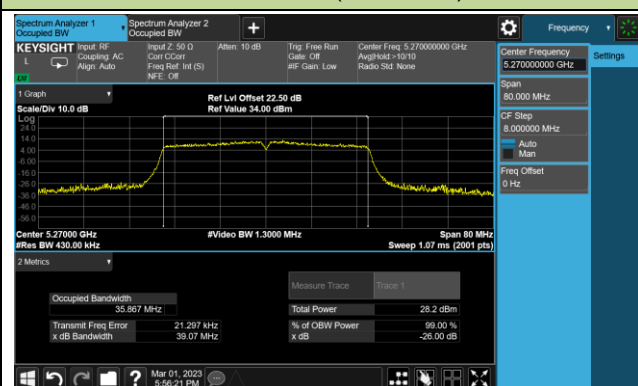 Spectrum Analyzer 1
Occupied BW
Spectrum Analyzer 2
Occupied BW
+
Frequency
KEYSIGHT
L
Input: RF
Coupling: AC
Align: Auto
Input Z: 50 Ω
Corr CCorr
Freq Ref: Int (S)
NFE: Off
Atten: 10 dB
Trig: Free Run
Gate: Off
#IF Gain: Low
Center Freq: 5.270000000 GHz
Avg|Hold:>10/10
Radio Std: None
Center Frequency
5.270000000 GHz
Settings
Span
80.000 MHz
CF Step
8.000000 MHz
Auto
Man
Freq Offset
0 Hz
1 Graph
Scale/Div 10.0 dB
Ref Lvl Offset 22.50 dB
Ref Value 34.00 dBm
Log
24.0
14.0
4.00
-6.00
-16.0
-26.0
-36.0
-46.0
-56.0
Center 5.27000 GHz
#Res BW 430.00 kHz
#Video BW 1.3000 MHz
Span 80 MHz
Sweep 1.07 ms (2001 pts)
2 Metrics
Measure Trace
Trace 1
Occupied Bandwidth
35.867 MHz
Total Power
28.2 dBm
Transmit Freq Error
21.297 kHz
% of OBW Power
99.00 %
x dB Bandwidth
39.07 MHz
x dB
-26.00 dB
?
Mar 01, 2023
5:56:21 PM